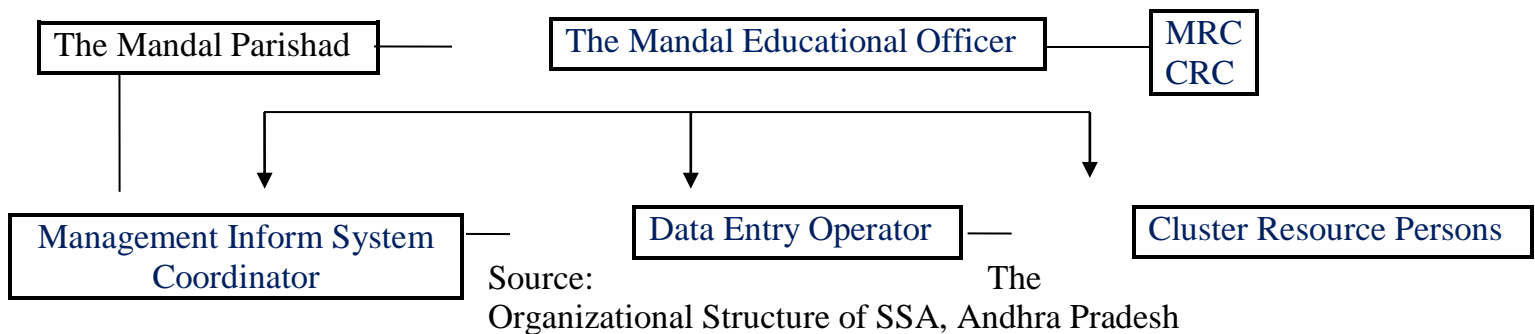 The Mandal Parishad
The Mandal Educational Officer
MRC
CRC
Management Inform System
Coordinator
Data Entry Operator
Cluster Resource Persons
Source: The
Organizational Structure of SSA, Andhra Pradesh